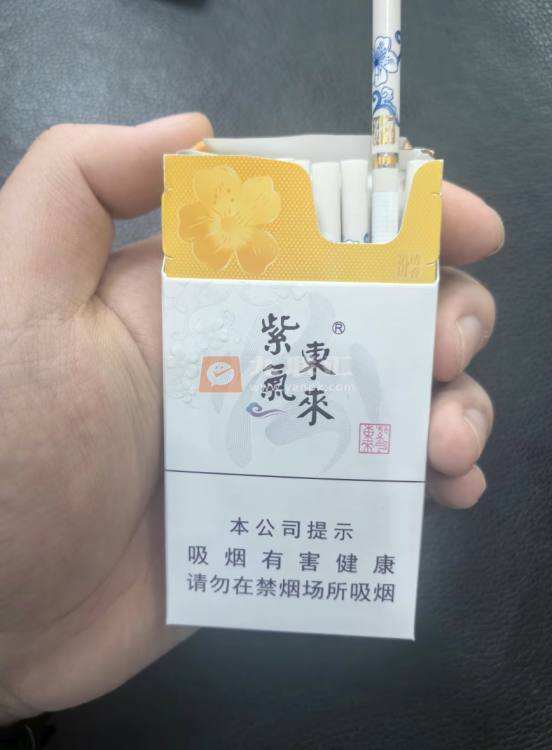 紫氣
東來
®
本公司提示
吸烟有害健康
请勿在禁烟场所吸烟